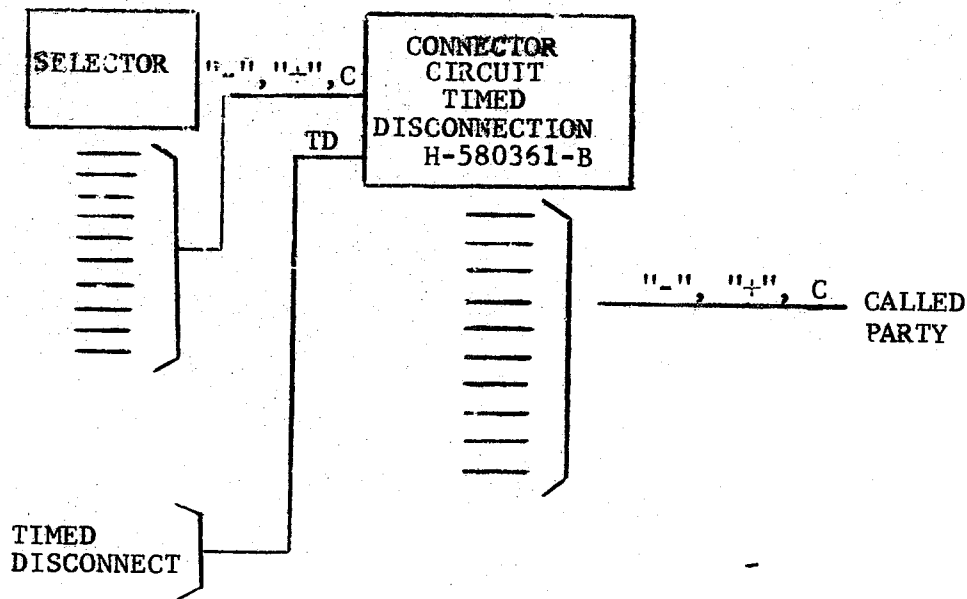 SELECTOR
"-", "+", C
CONNECTOR
CIRCUIT
TIMED
DISCONNECTION
H-580361-B
TD
"-", "+", C
CALLED
PARTY
TIMED
DISCONNECT